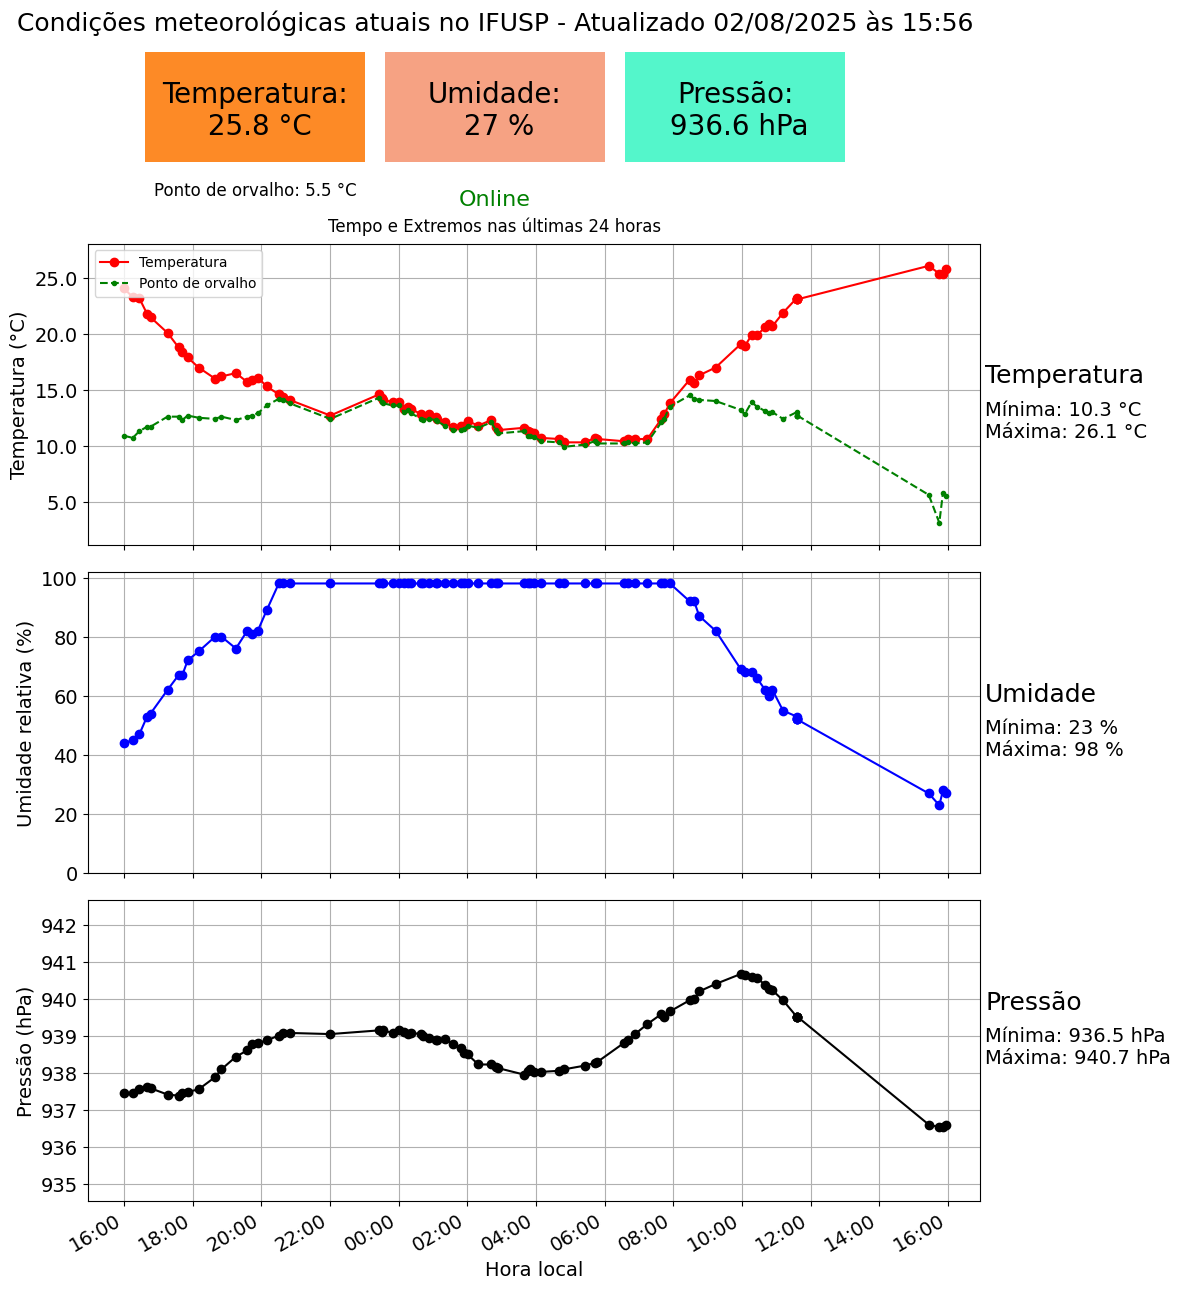 Condições meteorológicas atuais no IFUSP - Atualizado 02/08/2025 às 15:56
Temperatura:
25.8 °C
Umidade:
27 %
Pressão:
936.6 hPa
Ponto de orvalho: 5.5 °C
Online
Tempo e Extremos nas últimas 24 horas
Temperatura
Ponto de orvalho
Temperatura (°C)
25.0
20.0
15.0
10.0
5.0
Temperatura
Mínima: 10.3 °C
Máxima: 26.1 °C
Umidade relativa (%)
100
80
60
40
20
0
Umidade
Mínima: 23 %
Máxima: 98 %
Pressão (hPa)
942
941
940
939
938
937
936
935
Pressão
Mínima: 936.5 hPa
Máxima: 940.7 hPa
16:00
18:00
20:00
22:00
00:00
02:00
04:00
06:00
08:00
10:00
12:00
14:00
16:00
Hora local